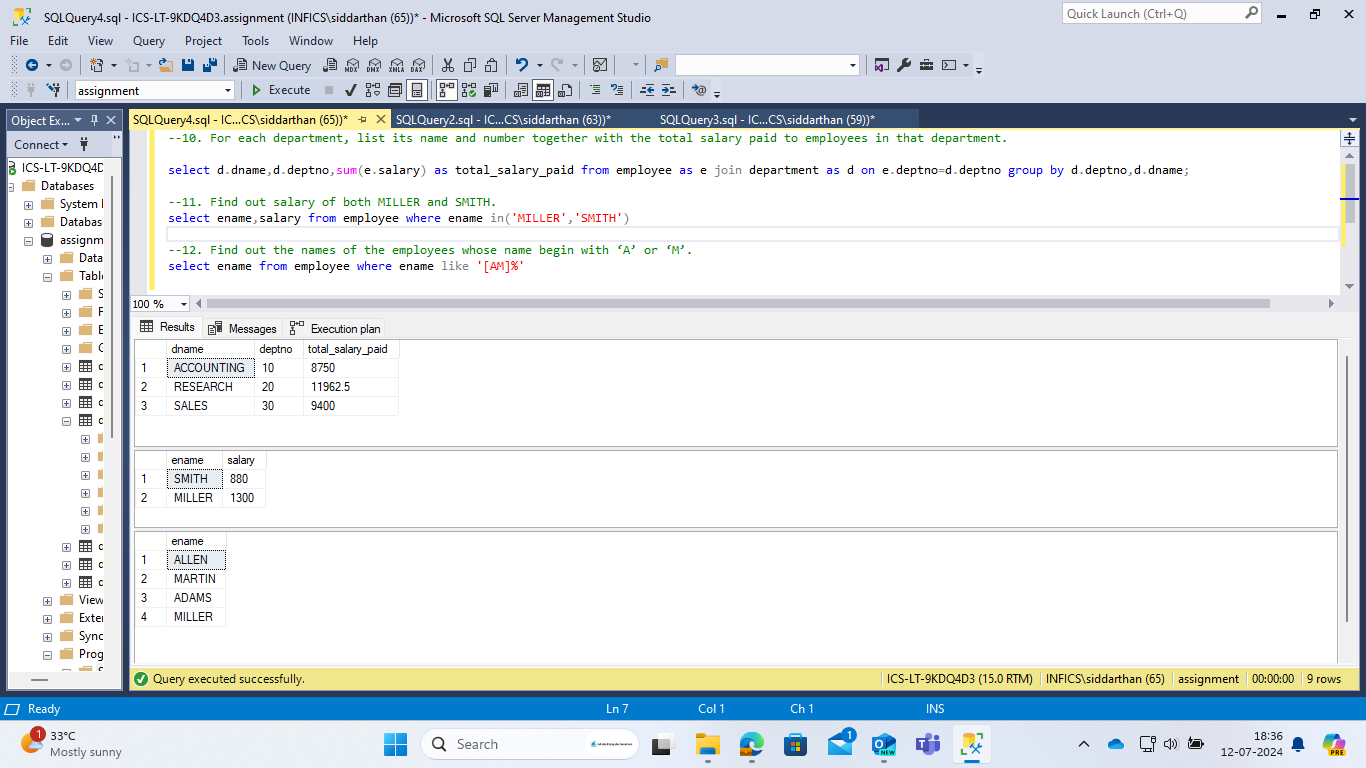 SQLQuery4.sql - ICS-LT-9KDQ4D3.assignment (INFICS\siddarthan (65))* - Microsoft SQL Server Management Studio
Quick Launch (Ctrl+Q)
File Edit View Query Project Tools Window Help
New Query MDX DMX XMLA DAX
assignment Execute
Object Ex... SQLQuery4.sql - IC...CS\siddarthan (65))* SQLQuery2.sql - IC...CS\siddarthan (63))* SQLQuery3.sql - IC...CS\siddarthan (59))*
Connect
ICS-LT-9KDQ4D
Databases
System
Databas
assignm
Data
Tabl
View
Exter
Sync
Prog
--10. For each department, list its name and number together with the total salary paid to employees in that department.
select d.dname,d.deptno,sum(e.salary) as total_salary_paid from employee as e join department as d on e.deptno=d.deptno group by d.deptno,d.dname;
--11. Find out salary of both MILLER and SMITH.
select ename,salary from employee where ename in('MILLER','SMITH')
--12. Find out the names of the employees whose name begin with ‘A’ or ‘M’.
select ename from employee where ename like '[AM]%'
100 %
Results Messages Execution plan
dname deptno total_salary_paid
1 ACCOUNTING 10 8750
2 RESEARCH 20 11962.5
3 SALES 30 9400
ename salary
1 SMITH 880
2 MILLER 1300
ename
1 ALLEN
2 MARTIN
3 ADAMS
4 MILLER
Query executed successfully. ICS-LT-9KDQ4D3 (15.0 RTM) INFICS\siddarthan (65) assignment 00:00:00 9 rows
Ready Ln 7 Col 1 Ch 1 INS
1 33°C
Mostly sunny
Search
1
NEW
18:36
12-07-2024
PRE